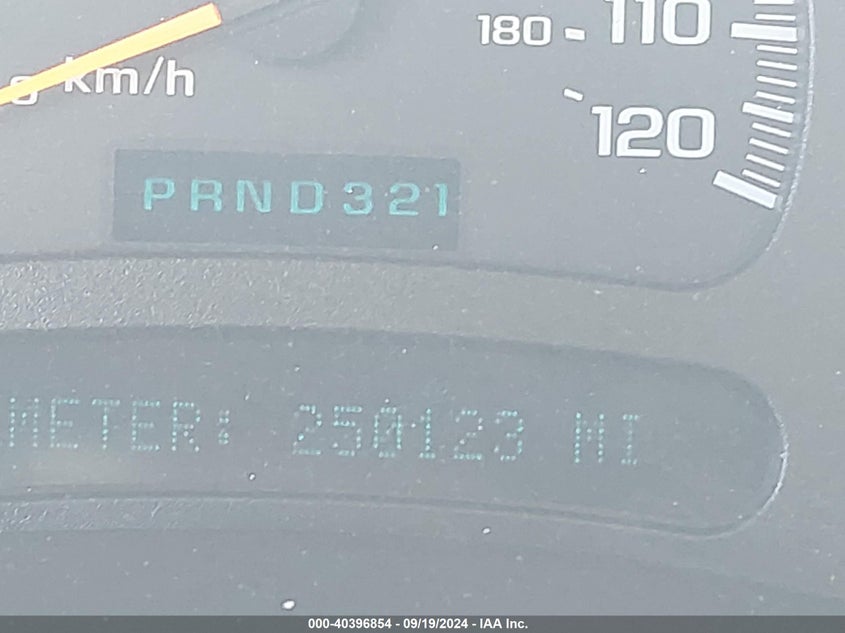 180 110
km/h
120
PRND321
METER: 250123 MI
000-40396854 - 09/19/2024 - IAA Inc.